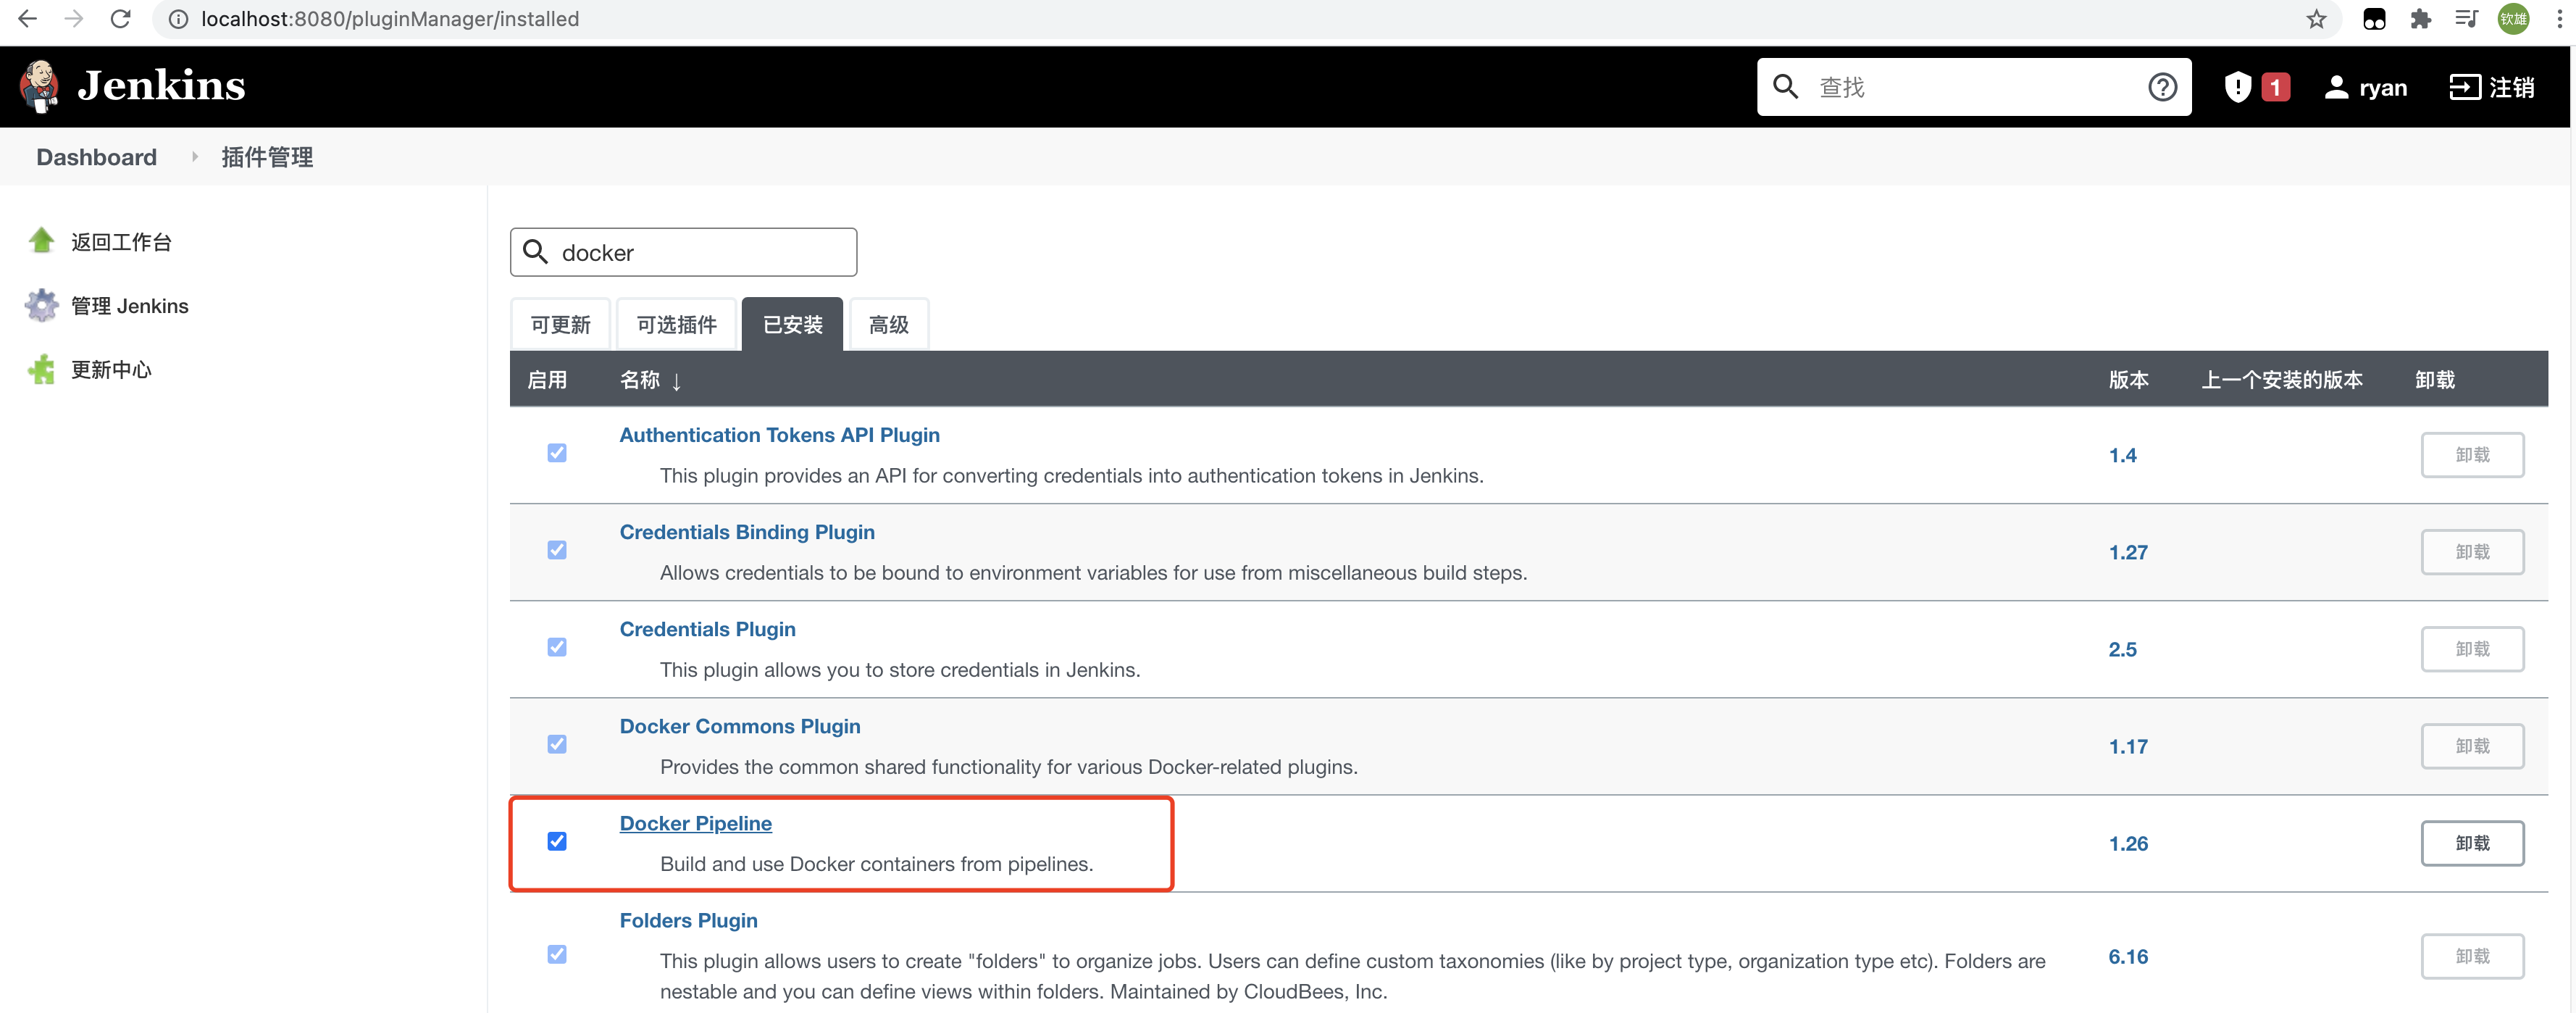 localhost:8080/pluginManager/installed
钦雄
Jenkins
查找
1
ryan
注销
Dashboard
插件管理
返回工作台
管理 Jenkins
更新中心
docker
可更新
可选插件
已安装
高级
启用 名称 ↓ 版本 上一个安装的版本 卸载
Authentication Tokens API Plugin
This plugin provides an API for converting credentials into authentication tokens in Jenkins.
1.4
卸载
Credentials Binding Plugin
Allows credentials to be bound to environment variables for use from miscellaneous build steps.
1.27
卸载
Credentials Plugin
This plugin allows you to store credentials in Jenkins.
2.5
卸载
Docker Commons Plugin
Provides the common shared functionality for various Docker-related plugins.
1.17
卸载
Docker Pipeline
Build and use Docker containers from pipelines.
1.26
卸载
Folders Plugin
This plugin allows users to create "folders" to organize jobs. Users can define custom taxonomies (like by project type, organization type etc). Folders are
nestable and you can define views within folders. Maintained by CloudBees, Inc.
6.16
卸载